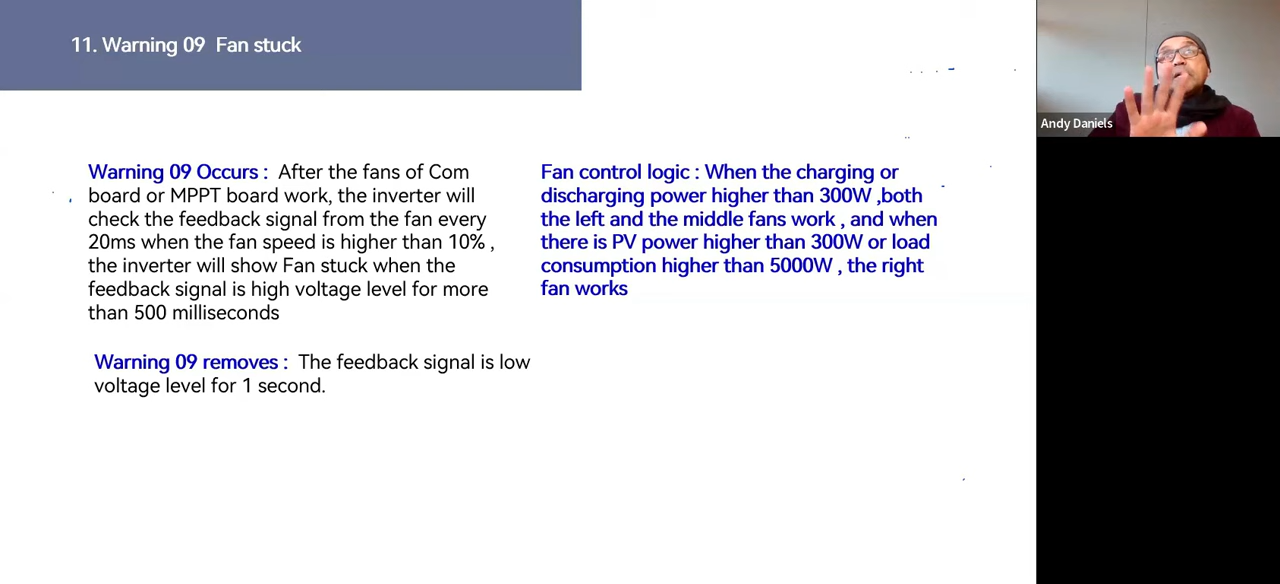 11. Warning 09 Fan stuck
Andy Daniels
Warning 09 Occurs : After the fans of Com
board or MPPT board work, the inverter will
check the feedback signal from the fan every
20ms when the fan speed is higher than 10% ,
the inverter will show Fan stuck when the
feedback signal is high voltage level for more
than 500 milliseconds
Warning 09 removes : The feedback signal is low
voltage level for 1 second.
Fan control logic : When the charging or
discharging power higher than 300W ,both
the left and the middle fans work , and when
there is PV power higher than 300W or load
consumption higher than 5000W , the right
fan works